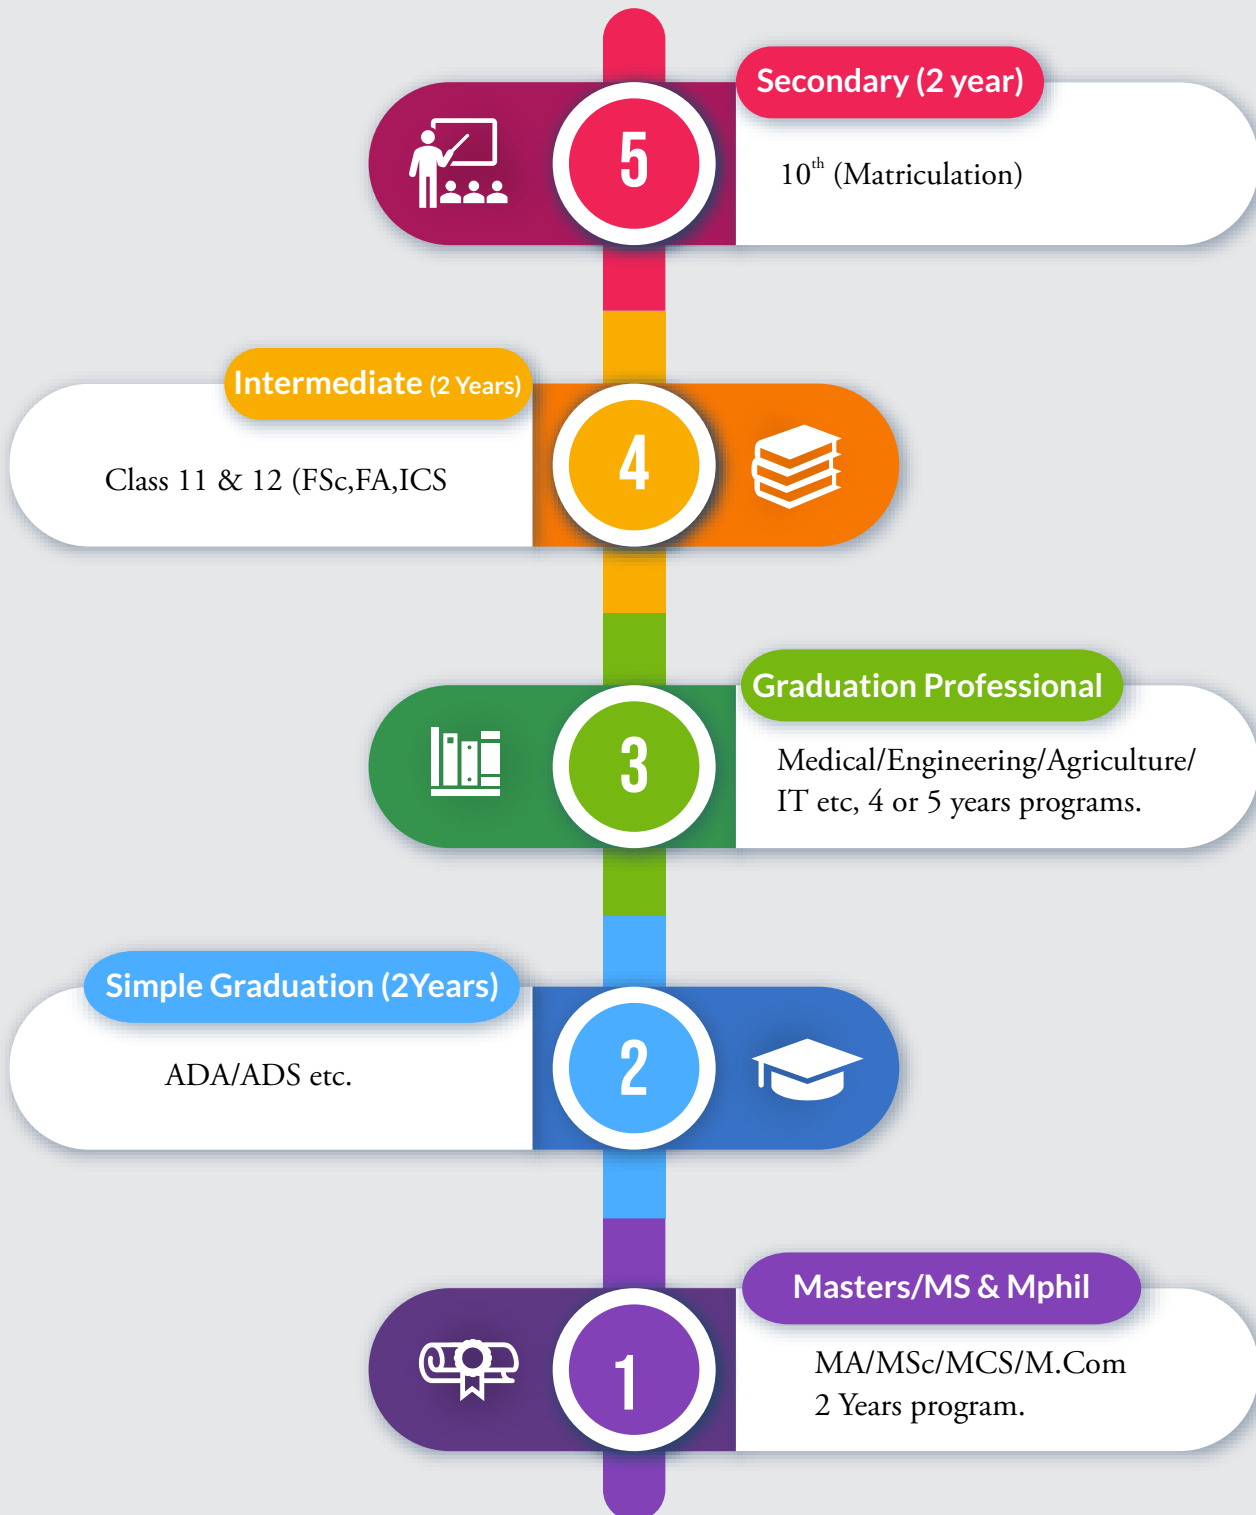 Secondary (2 year)
5
10th (Matriculation)
Intermediate (2 Years)
4
Class 11 & 12 (FSc,FA,ICS
Graduation Professional
3
Medical/Engineering/Agriculture/
IT etc, 4 or 5 years programs.
Simple Graduation (2Years)
2
ADA/ADS etc.
Masters/MS & Mphil
1
MA/MSc/MCS/M.Com
2 Years program.